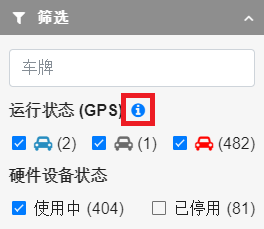 筛选
车牌
运行状态 (GPS)
(2) (1) (482)
硬件设备状态
使用中 (404) 已停用 (81)